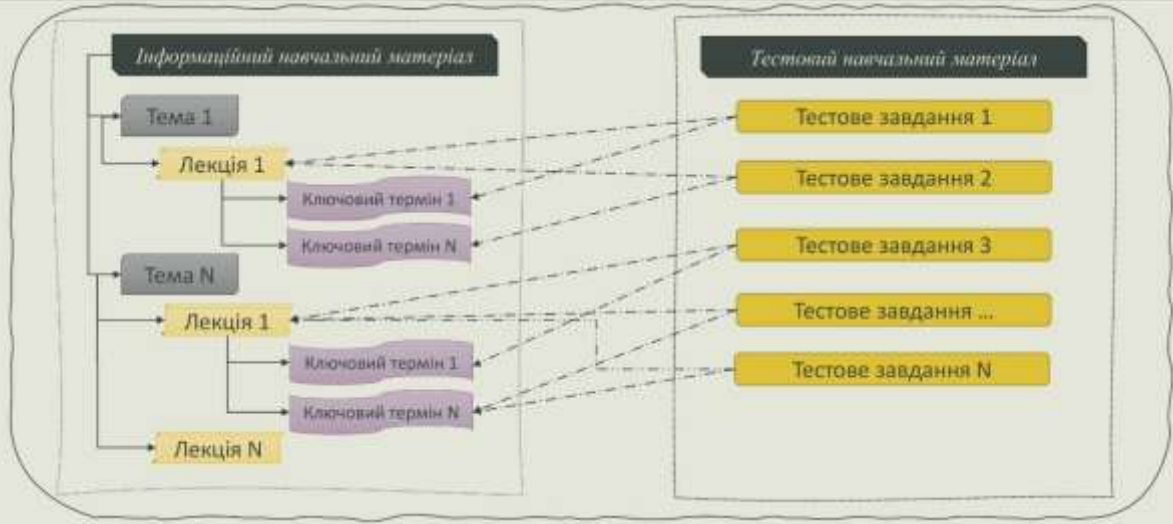 Інформаційний навчальний матеріал
Тема 1
Лекція 1
Ключовий термін 1
Ключовий термін N
Тема N
Лекція 1
Ключовий термін 1
Ключовий термін N
Лекція N
Тестовий навчальний матеріал
Тестове завдання 1
Тестове завдання 2
Тестове завдання 3
Тестове завдання ...
Тестове завдання N